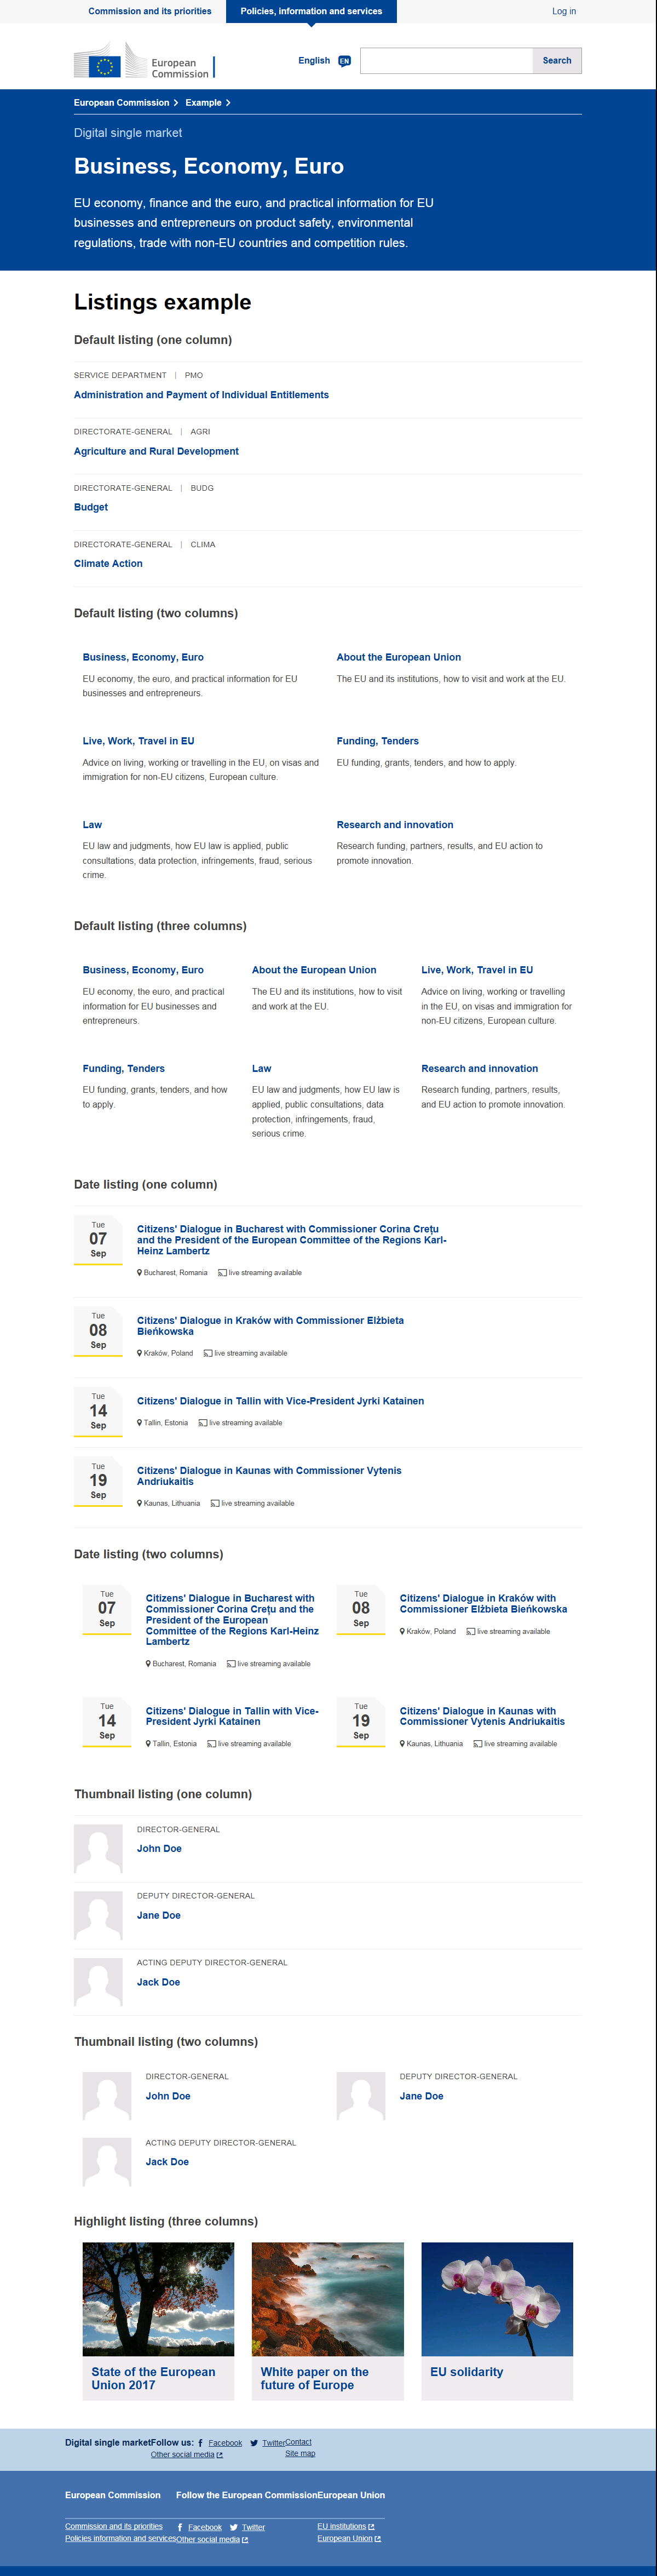 Commission and its priorities
Policies, information and services
Log in
European
Commission
English
EN
Search
European Commission
Example
Digital single market
Business, Economy, Euro
EU economy, finance and the euro, and practical information for EU
businesses and entrepreneurs on product safety, environmental
regulations, trade with non-EU countries and competition rules.
Listings example
Default listing (one column)
SERVICE DEPARTMENT | PMO
Administration and Payment of Individual Entitlements
DIRECTORATE-GENERAL | AGRI
Agriculture and Rural Development
DIRECTORATE-GENERAL | BUDG
Budget
DIRECTORATE-GENERAL | CLIMA
Climate Action
Default listing (two columns)
Business, Economy, Euro
EU economy, the euro, and practical information for EU
businesses and entrepreneurs.
About the European Union
The EU and its institutions, how to visit and work at the EU.
Live, Work, Travel in EU
Advice on living, working or travelling in the EU, on visas and
immigration for non-EU citizens, European culture.
Funding, Tenders
EU funding, grants, tenders, and how to apply.
Law
EU law and judgments, how EU law is applied, public
consultations, data protection, infringements, fraud, serious
crime.
Research and innovation
Research funding, partners, results, and EU action to
promote innovation.
Default listing (three columns)
Business, Economy, Euro
EU economy, the euro, and practical
information for EU businesses and
entrepreneurs.
About the European Union
The EU and its institutions, how to visit
and work at the EU.
Live, Work, Travel in EU
Advice on living, working or travelling
in the EU, on visas and immigration for
non-EU citizens, European culture.
Funding, Tenders
EU funding, grants, tenders, and how
to apply.
Law
EU law and judgments, how EU law is
applied, public consultations, data
protection, infringements, fraud,
serious crime.
Research and innovation
Research funding, partners, results,
and EU action to promote innovation.
Date listing (one column)
Tue
07
Sep
Citizens' Dialogue in Bucharest with Commissioner Corina Crețu
and the President of the European Committee of the Regions Karl-
Heinz Lambertz
Bucharest, Romania live streaming available
Tue
08
Sep
Citizens' Dialogue in Kraków with Commissioner Elżbieta
Bieńkowska
Kraków, Poland live streaming available
Tue
14
Sep
Citizens' Dialogue in Tallin with Vice-President Jyrki Katainen
Tallin, Estonia live streaming available
Tue
19
Sep
Citizens' Dialogue in Kaunas with Commissioner Vytenis
Andriukaitis
Kaunas, Lithuania live streaming available
Date listing (two columns)
Tue
07
Sep
Citizens' Dialogue in Bucharest with
Commissioner Corina Crețu and the
President of the European
Committee of the Regions Karl-Heinz
Lambertz
Bucharest, Romania live streaming available
Tue
08
Sep
Citizens' Dialogue in Kraków with
Commissioner Elżbieta Bieńkowska
Kraków, Poland live streaming available
Tue
14
Sep
Citizens' Dialogue in Tallin with Vice-
President Jyrki Katainen
Tallin, Estonia live streaming available
Tue
19
Sep
Citizens' Dialogue in Kaunas with
Commissioner Vytenis Andriukaitis
Kaunas, Lithuania live streaming available
Thumbnail listing (one column)
DIRECTOR-GENERAL
John Doe
DEPUTY DIRECTOR-GENERAL
Jane Doe
ACTING DEPUTY DIRECTOR-GENERAL
Jack Doe
Thumbnail listing (two columns)
DIRECTOR-GENERAL
John Doe
DEPUTY DIRECTOR-GENERAL
Jane Doe
ACTING DEPUTY DIRECTOR-GENERAL
Jack Doe
Highlight listing (three columns)
State of the European
Union 2017
White paper on the
future of Europe
EU solidarity
Digital single market
Follow us: Facebook Twitter
Other social media
Contact
Site map
European Commission
Commission and its priorities
Policies information and services
Follow the European Commission
Facebook Twitter
Other social media
European Union
EU institutions
European Union